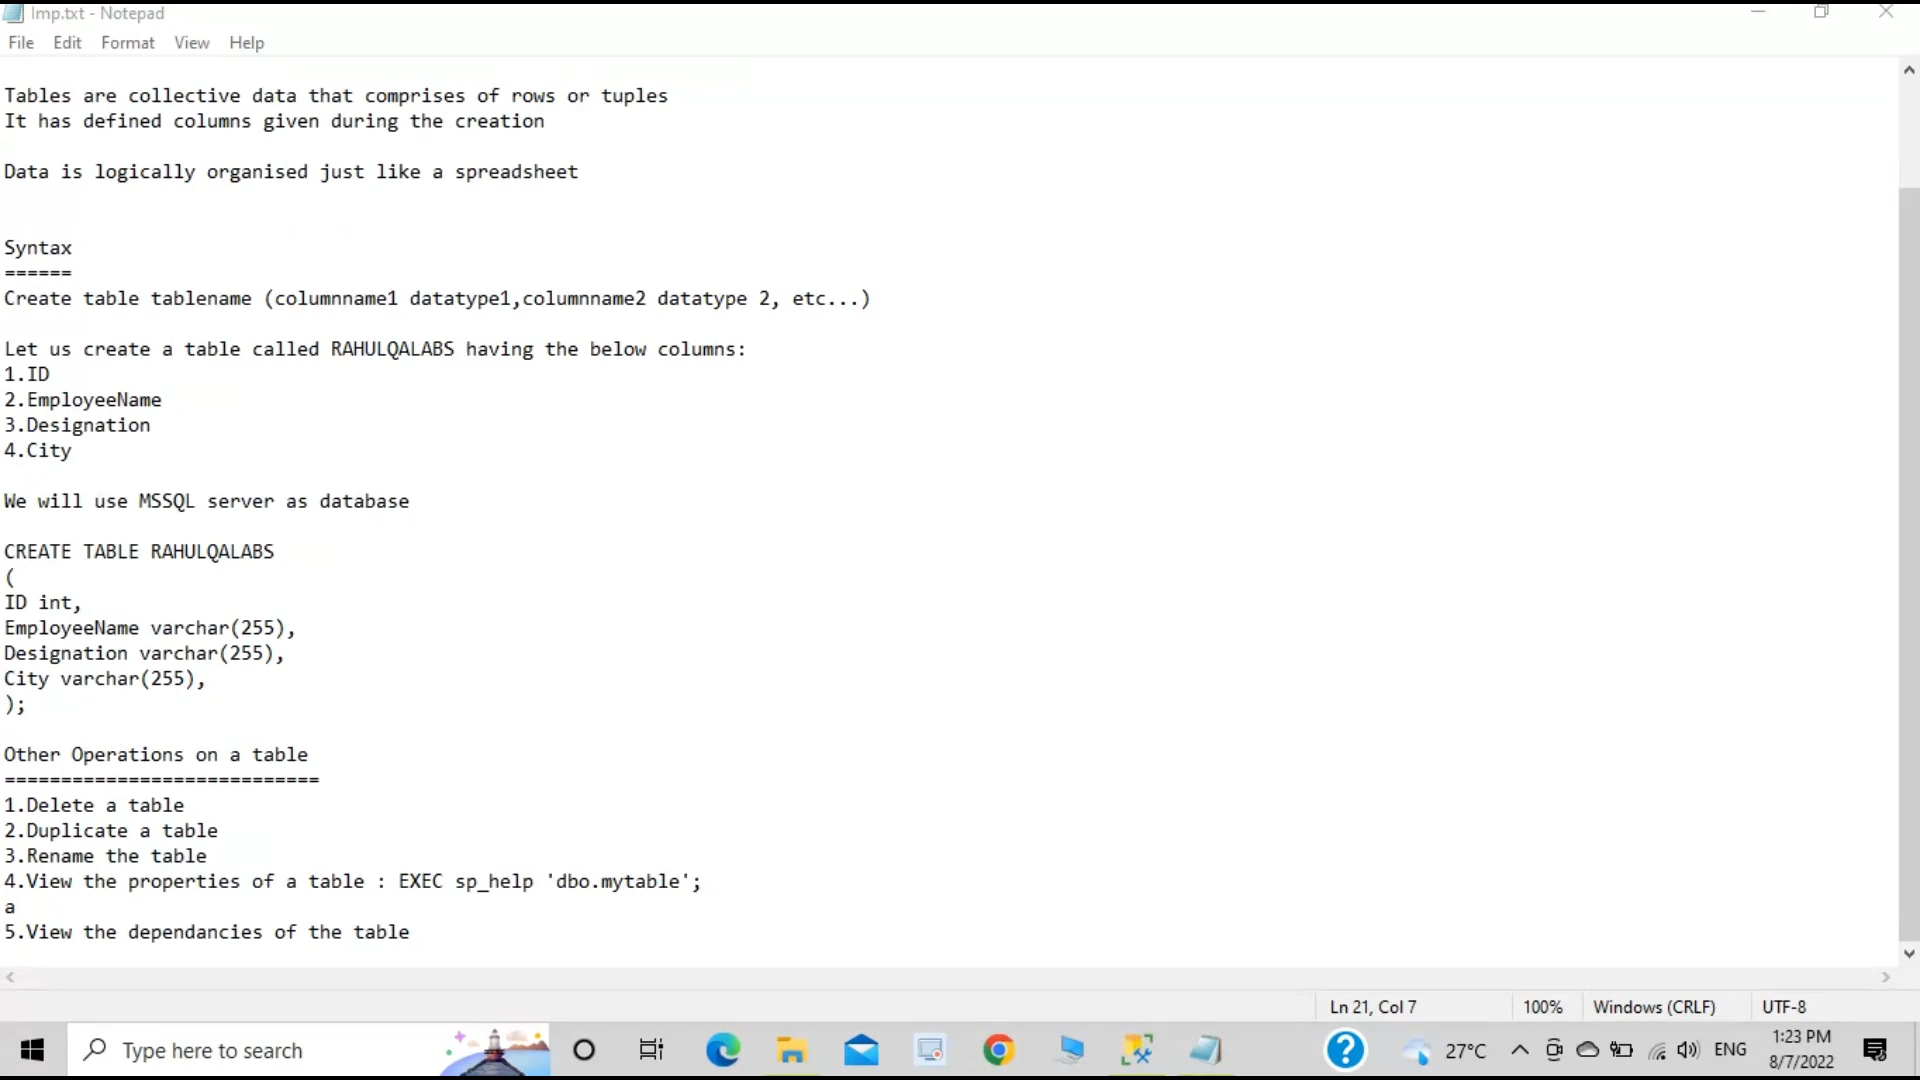 Imp.txt - Notepad
File Edit Format View Help
Tables are collective data that comprises of rows or tuples
It has defined columns given during the creation
Data is logically organised just like a spreadsheet
Syntax
======
Create table tablename (columnname1 datatype1,columnname2 datatype 2, etc...)
Let us create a table called RAHULQALABS having the below columns:
1.ID
2.EmployeeName
3.Designation
4.City
We will use MSSQL server as database
CREATE TABLE RAHULQALABS
(
ID int,
EmployeeName varchar(255),
Designation varchar(255),
City varchar(255),
);
Other Operations on a table
============================
1.Delete a table
2.Duplicate a table
3.Rename the table
4.View the properties of a table : EXEC sp_help 'dbo.mytable';
a
5.View the dependancies of the table
Ln 21, Col 7 100% Windows (CRLF) UTF-8
Type here to search 27°C ENG 1:23 PM
8/7/2022